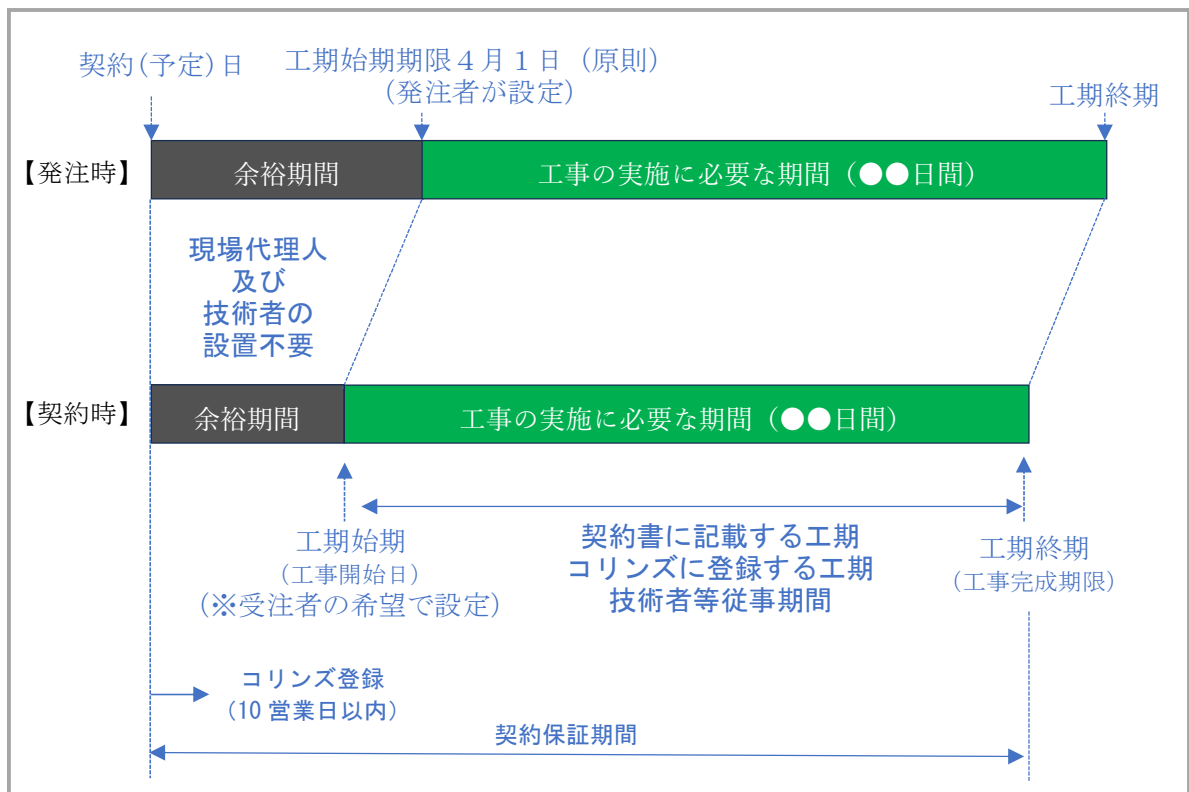 契約(予定)日
工期始期期限４月１日（原則）
（発注者が設定）
工期終期
【発注時】
余裕期間
工事の実施に必要な期間（●●日間）
現場代理人
及び
技術者の
設置不要
【契約時】
余裕期間
工事の実施に必要な期間（●●日間）
工期始期
（工事開始日）
（※受注者の希望で設定）
契約書に記載する工期
コリンズに登録する工期
技術者等従事期間
工期終期
（工事完成期限）
コリンズ登録
（10 営業日以内）
契約保証期間